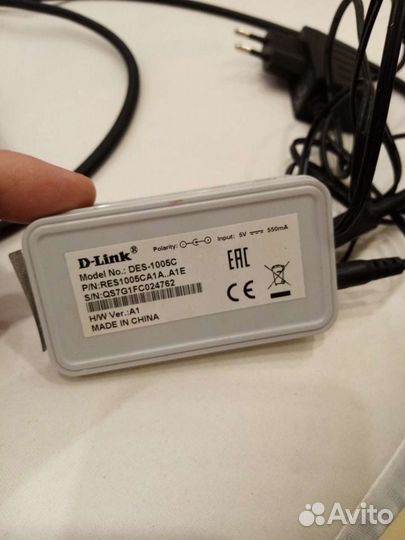 D-Link®
Polarity: Input: 5V 550mA
Model No.: DES-1005C
P/N:RES1005CA1A..A1E
S/N:QS7G1FC024762
H/W Ver.:A1
MADE IN CHINA
EAC
CE
Avito